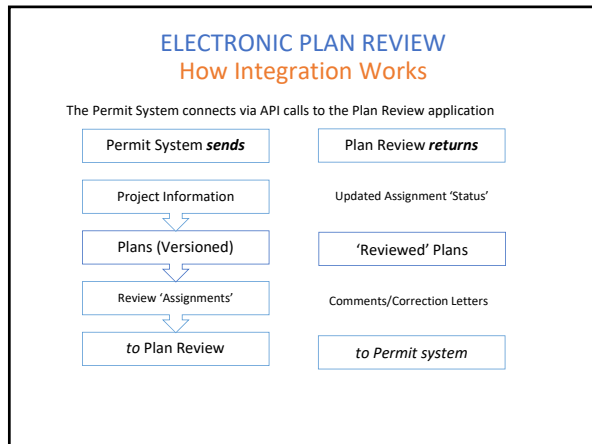 ELECTRONIC PLAN REVIEW
How Integration Works
The Permit System connects via API calls to the Plan Review application
Permit System sends
Project Information
Plans (Versioned)
Review ‘Assignments’
to Plan Review
Plan Review returns
Updated Assignment ‘Status’
‘Reviewed’ Plans
Comments/Correction Letters
to Permit system